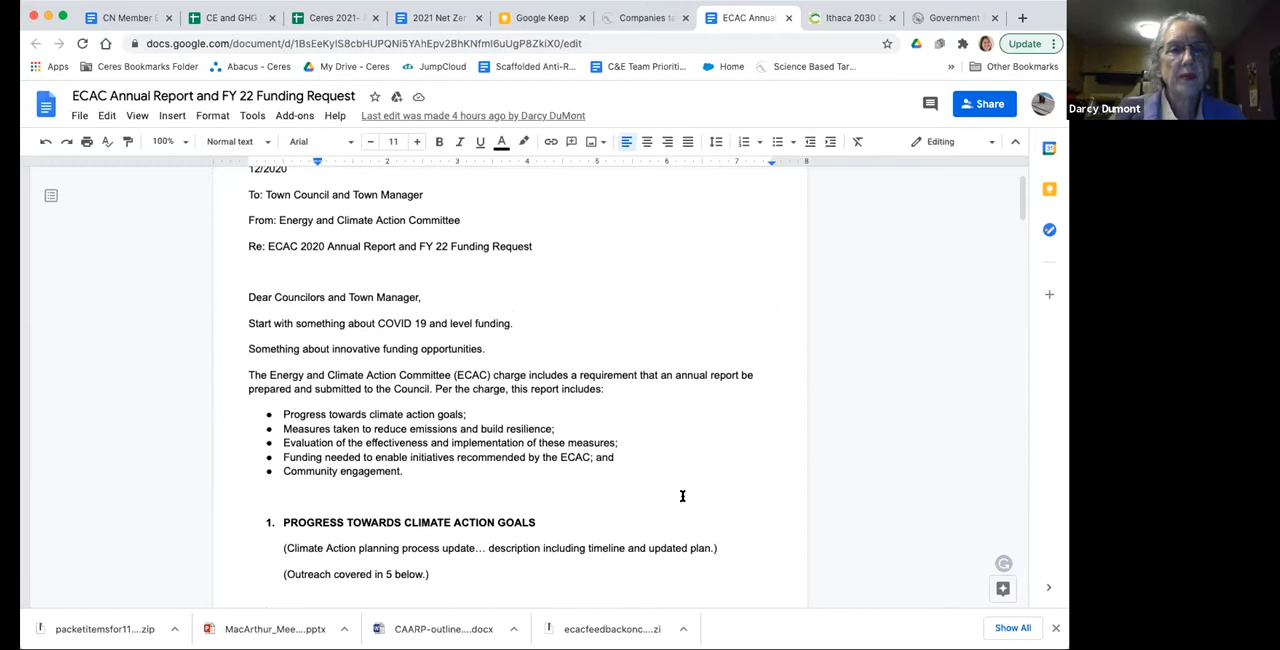 CN Member E
CE and GHG
Ceres 2021-
2021 Net Zer
Google Keep
Companies ta
ECAC Annual
Ithaca 2030 D
Government
docs.google.com/document/d/1BsEeKyIS8cbHUPQNi5YAhEpv2BhKNfmI6uUgP8ZkiX0/edit
Update
Apps
Ceres Bookmarks Folder
Abacus - Ceres
My Drive - Ceres
JumpCloud
Scaffolded Anti-R...
C&E Team Prioriti...
Home
Science Based Tar...
»
Other Bookmarks
Darcy Dumont
ECAC Annual Report and FY 22 Funding Request
Share
File Edit View Insert Format Tools Add-ons Help Last edit was made 4 hours ago by Darcy DuMont
100% Normal text Arial 11 B I U A Editing
2 3 4 5 6 7 8
12/2020
To: Town Council and Town Manager
From: Energy and Climate Action Committee
Re: ECAC 2020 Annual Report and FY 22 Funding Request
Dear Councilors and Town Manager,
Start with something about COVID 19 and level funding.
Something about innovative funding opportunities.
The Energy and Climate Action Committee (ECAC) charge includes a requirement that an annual report be
prepared and submitted to the Council. Per the charge, this report includes:
● Progress towards climate action goals;
● Measures taken to reduce emissions and build resilience;
● Evaluation of the effectiveness and implementation of these measures;
● Funding needed to enable initiatives recommended by the ECAC; and
● Community engagement.
1. PROGRESS TOWARDS CLIMATE ACTION GOALS
(Climate Action planning process update… description including timeline and updated plan.)
(Outreach covered in 5 below.)
packetitemsfor11....zip
MacArthur_Mee....pptx
CAARP-outline....docx
ecacfeedbackonc....zi
Show All